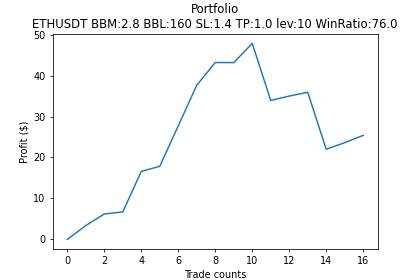 Portfolio
ETHUSDT BBM:2.8 BBL:160 SL:1.4 TP:1.0 lev:10 WinRatio:76.0
50
40
30
20
10
0
Profit ($)
0 2 4 6 8 10 12 14 16
Trade counts